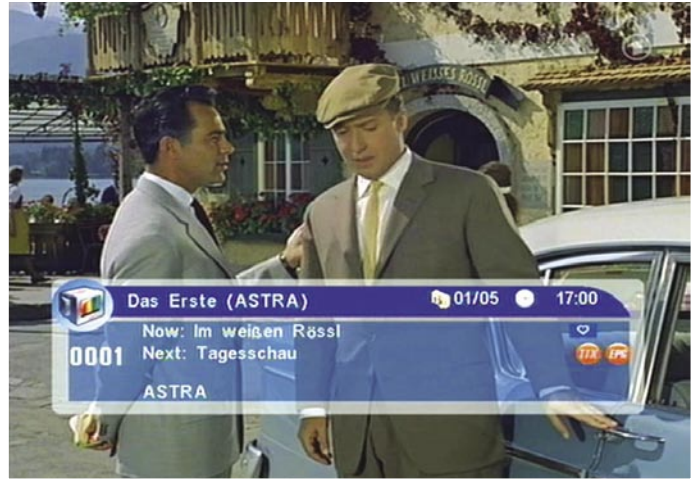 WEISSES RÖSSL
Das Erste (ASTRA) 01/05 17:00
Now: Im weißen Rössl
0001 Next: Tagesschau
TTX EPG
ASTRA